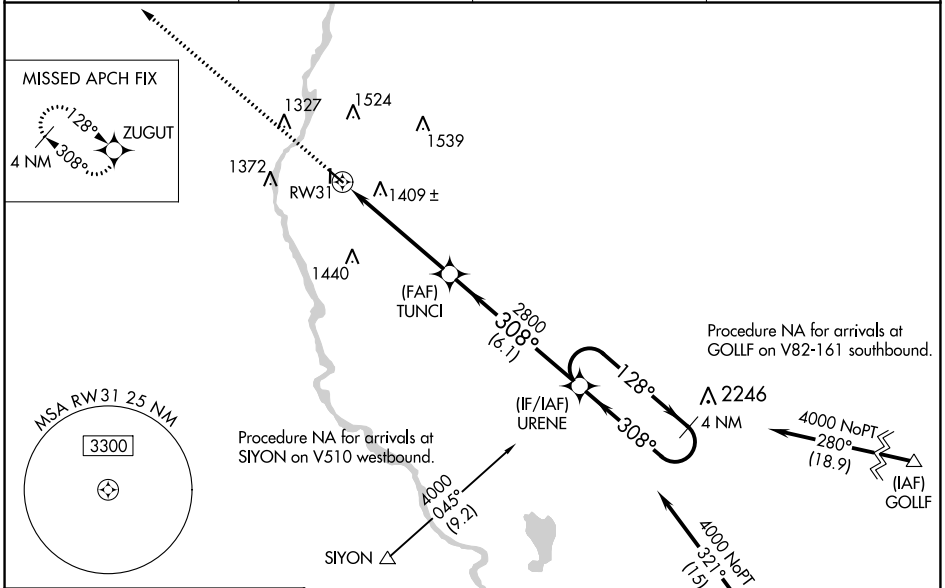 MISSED APCH FIX
128°
ZUGUT
4 NM
308°
1327
1524
1539
1372
RW31
1409 ±
1440
(FAF)
TUNCI
2800
308°
(6.1)
Procedure NA for arrivals at
GOLLF on V82-161 southbound.
128°
2246
4 NM
(IF/IAF)
URENE
308°
4000 NoPT
280°
(18.9)
(IAF)
GOLLF
MSA RW31 25 NM
3300
Procedure NA for arrivals at
SIYON on V510 westbound.
4000
045°
(9.2)
SIYON
4000 NoPT
321°
(15)